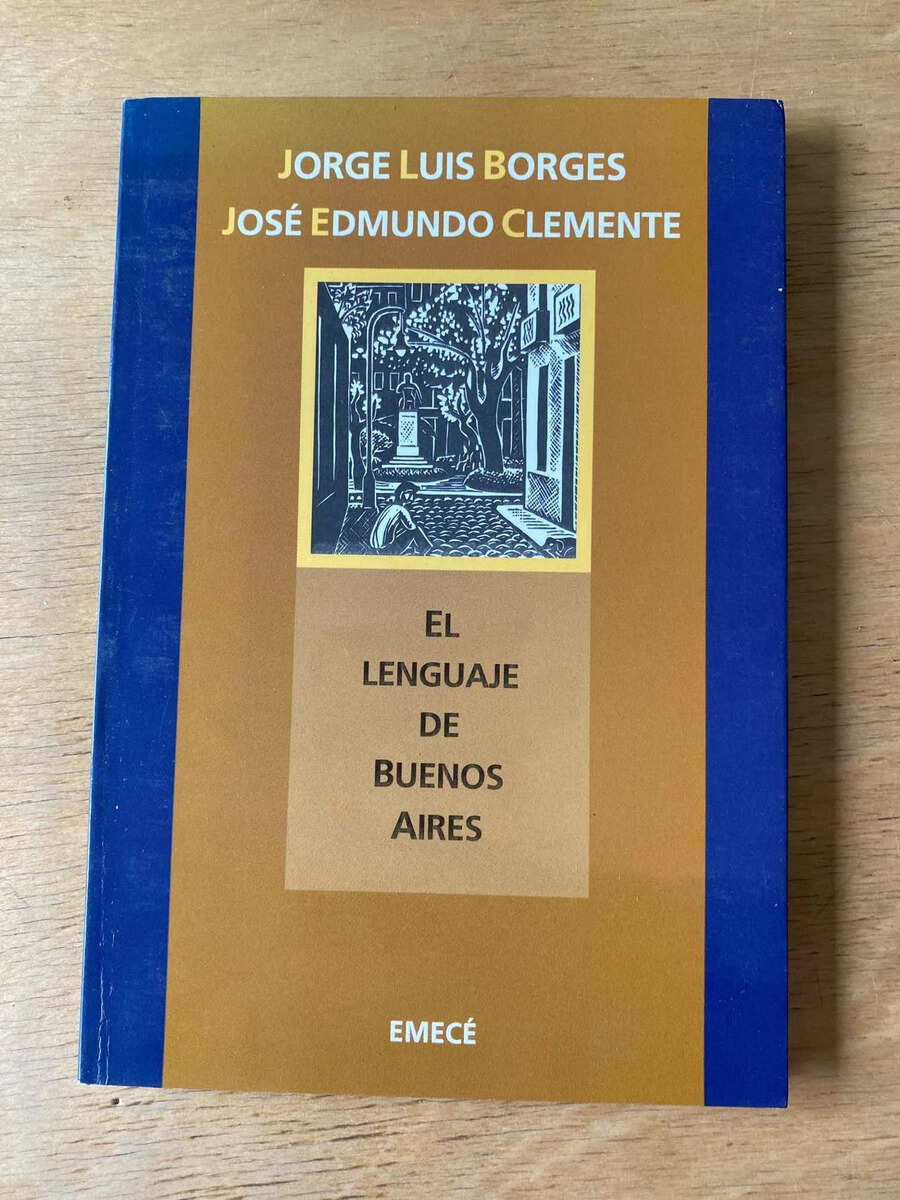 JORGE LUIS BORGES
JOSÉ EDMUNDO CLEMENTE
EL
LENGUAJE
DE
BUENOS
AIRES
EMECÉ